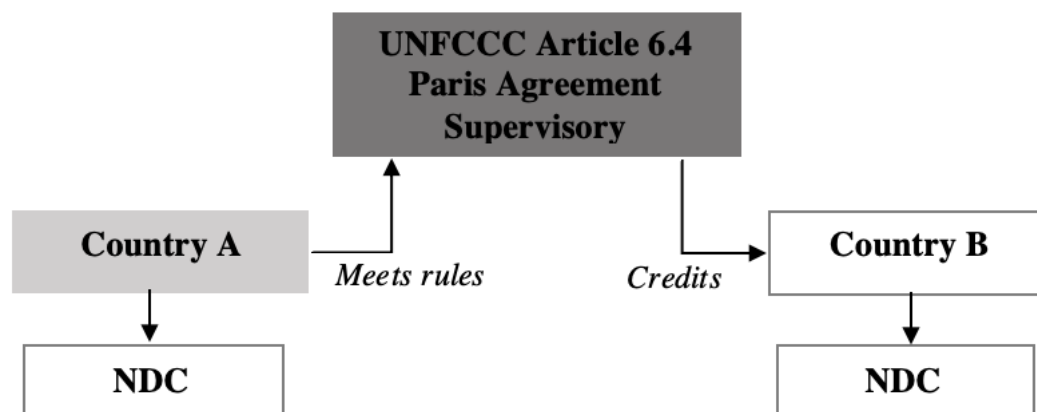 UNFCCC Article 6.4
Paris Agreement
Supervisory
Country A
Meets rules
Credits
Country B
NDC
NDC